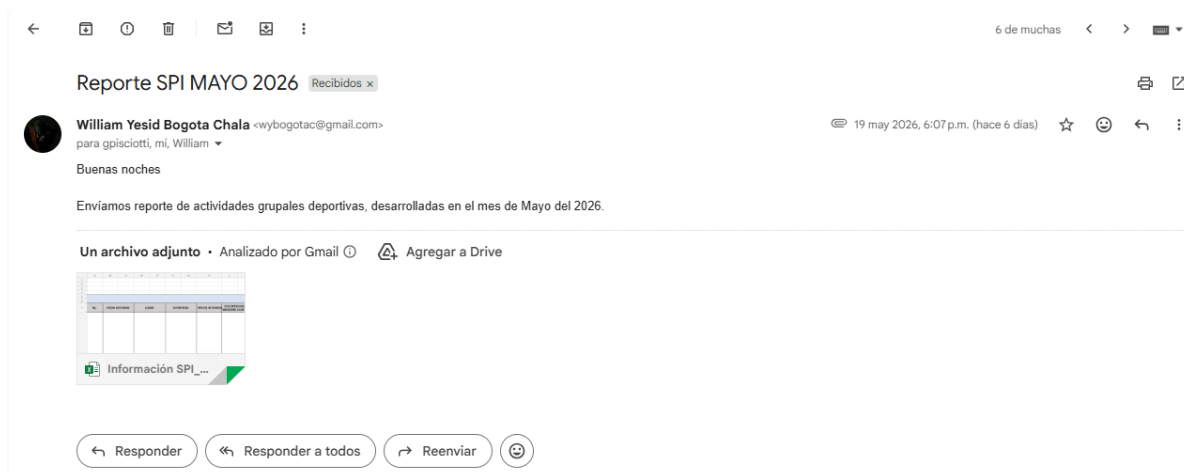 6 de muchas
Reporte SPI MAYO 2026 Recibidos ×
William Yesid Bogota Chala <wybogotac@gmail.com>
19 may 2026, 6:07 p.m. (hace 6 días)
para gpisciotti, mí, William
Buenas noches
Envíamos reporte de actividades grupales deportivas, desarrolladas en el mes de Mayo del 2026.
Un archivo adjunto • Analizado por Gmail
Agregar a Drive
Información SPI_...
Responder
Responder a todos
Reenviar